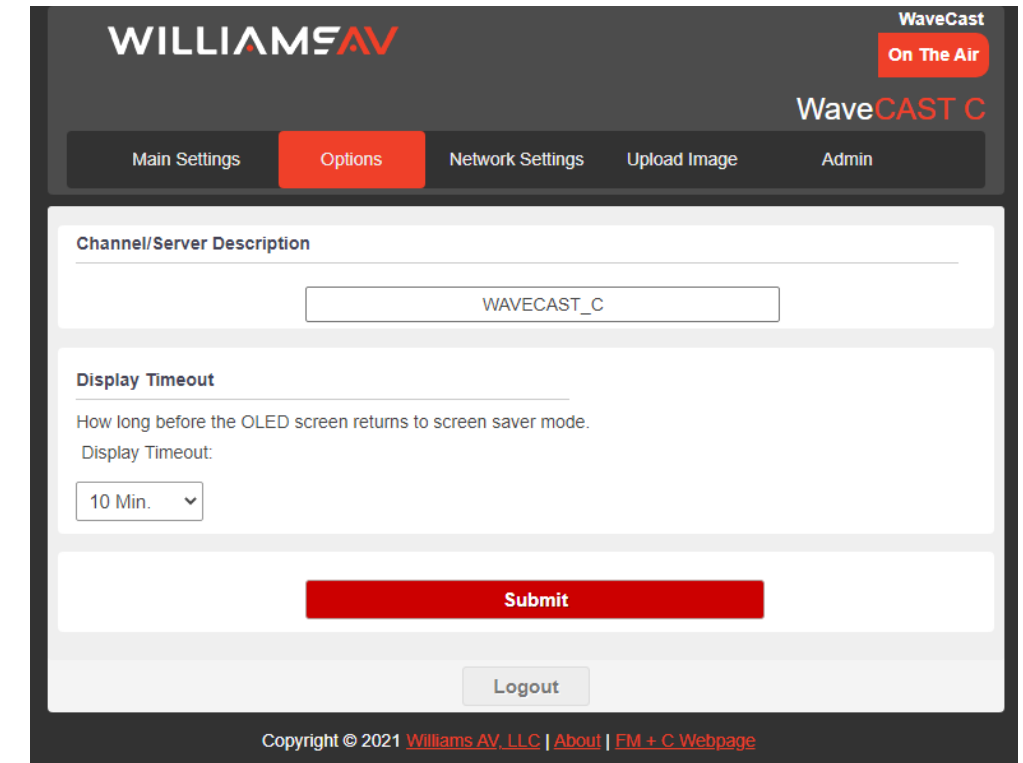 WILLIAMSAV
WaveCast
On The Air
WaveCAST C
Main Settings Options Network Settings Upload Image Admin
Channel/Server Description
WAVECAST_C
Display Timeout
How long before the OLED screen returns to screen saver mode.
Display Timeout:
10 Min.
Submit
Logout
Copyright © 2021 Williams AV, LLC | About | FM + C Webpage